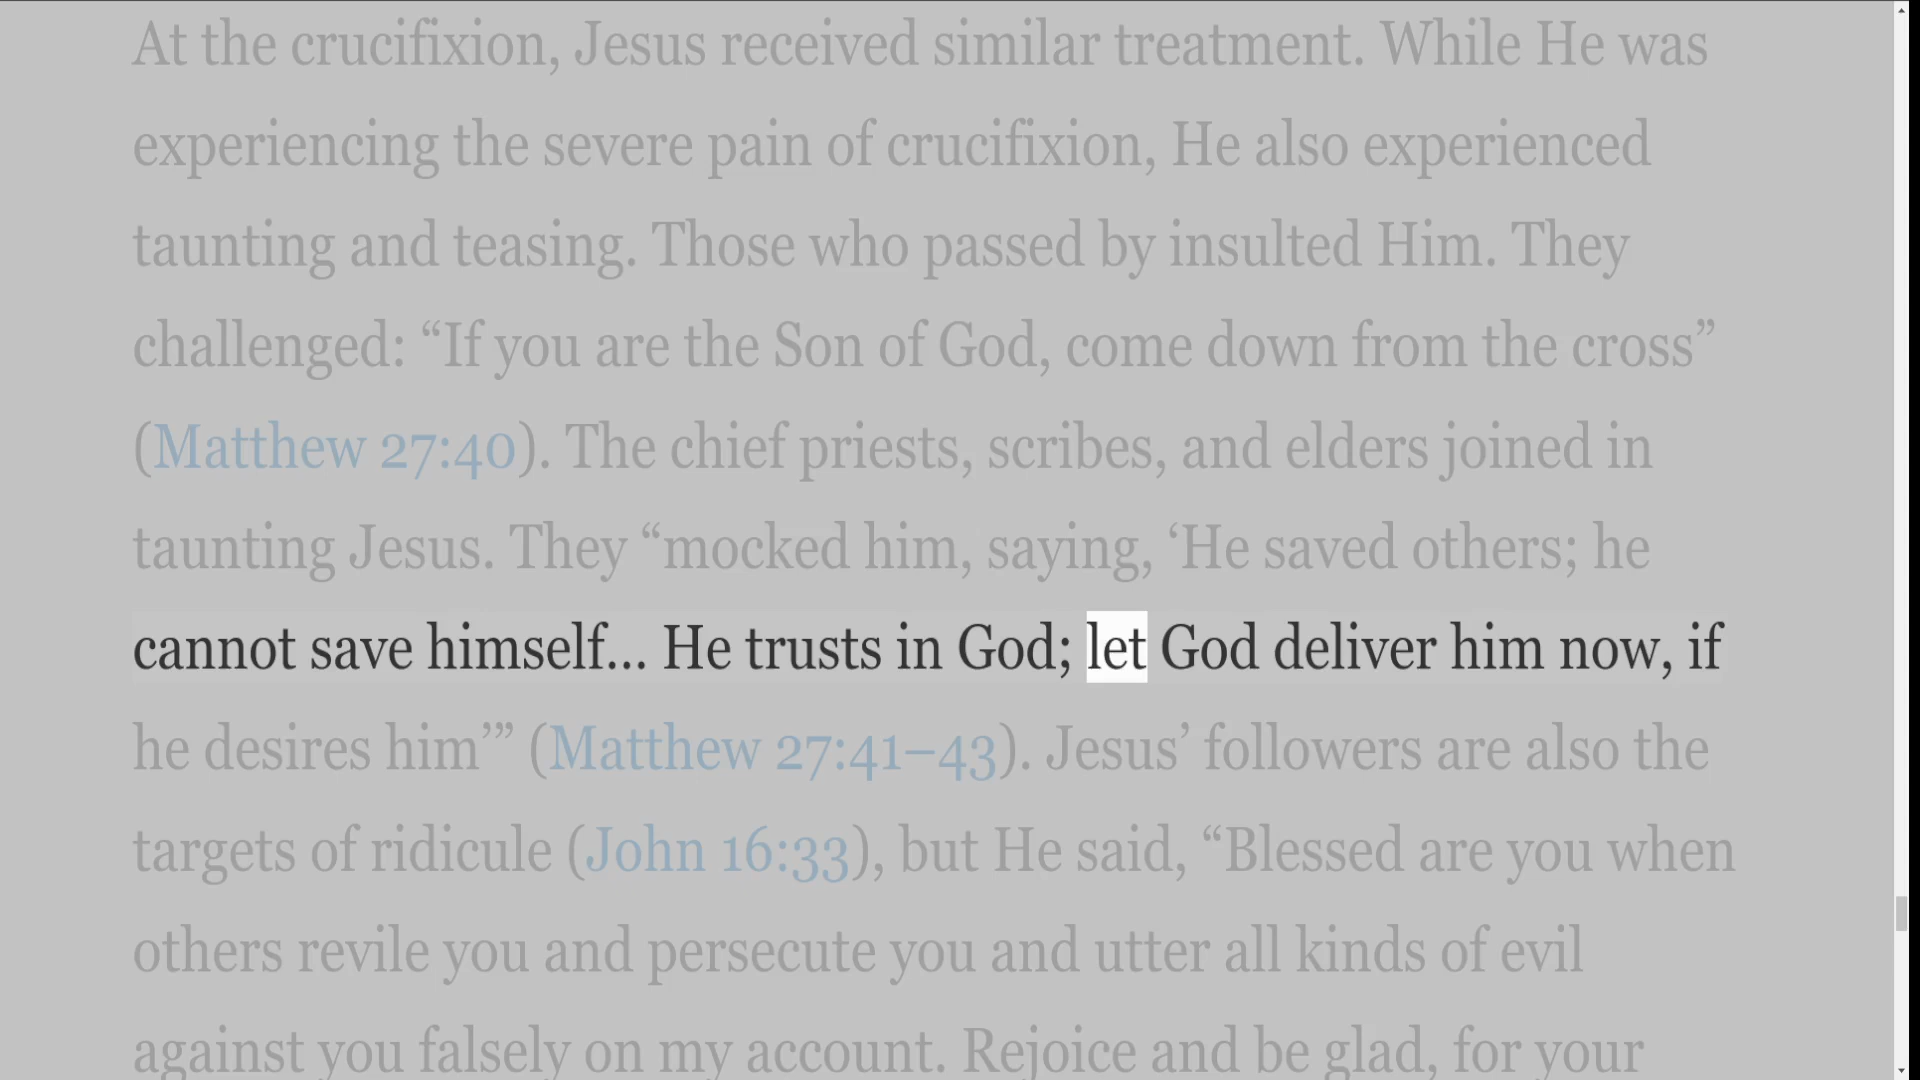 At the crucifixion, Jesus received similar treatment. While He was
experiencing the severe pain of crucifixion, He also experienced
taunting and teasing. Those who passed by insulted Him. They
challenged: “If you are the Son of God, come down from the cross”
(Matthew 27:40). The chief priests, scribes, and elders joined in
taunting Jesus. They “mocked him, saying, ‘He saved others; he
cannot save himself... He trusts in God; let God deliver him now, if
he desires him’” (Matthew 27:41–43). Jesus’ followers are also the
targets of ridicule (John 16:33), but He said, “Blessed are you when
others revile you and persecute you and utter all kinds of evil
against you falsely on my account. Rejoice and be glad, for your